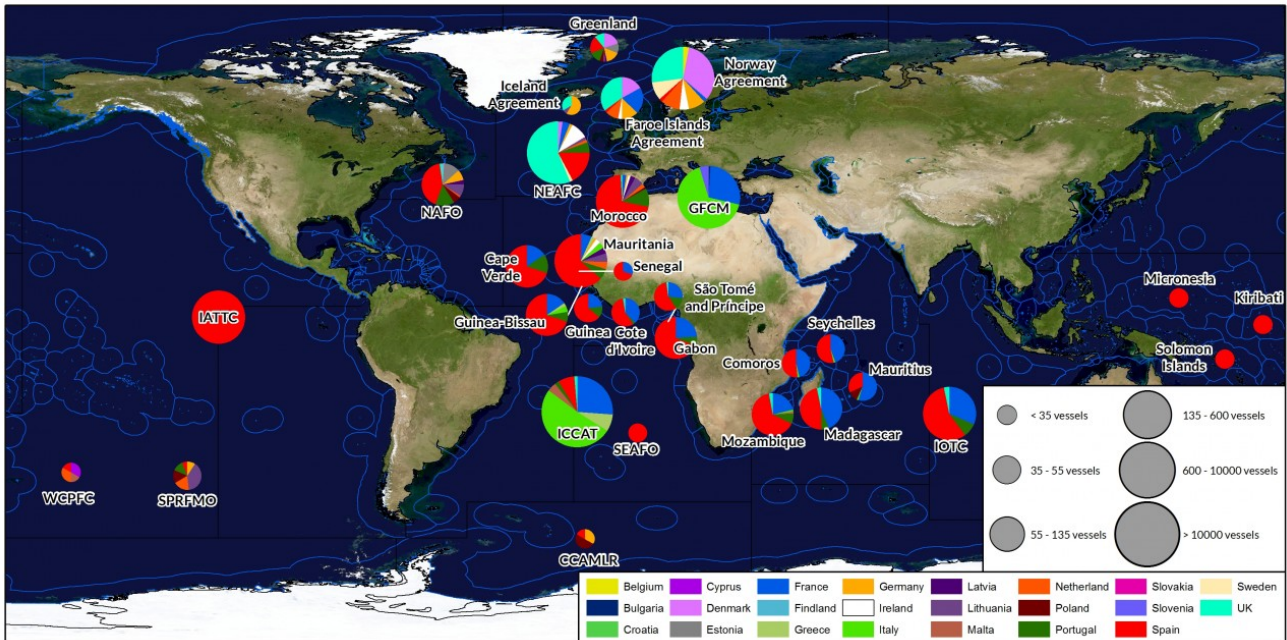 Greenland
Norway
Agreement
Iceland
Agreement
Faroe Islands
Agreement
NEAFC
NAFO
Morocco
GFCM
Mauritania
Cape
Verde
Senegal
São Tomé
and Príncipe
Micronesia
Kiribati
IATTC
Guinea-Bissau
Guinea
Cote
d'Ivoire
Gabon
Seychelles
Comoros
Solomon
Islands
Mauritius
ICCAT
SEAFO
Mozambique
Madagascar
IOTC
WCPFC
SPRFMO
CCAMLR
< 35 vessels
135 - 600 vessels
35 - 55 vessels
600 - 10000 vessels
55 - 135 vessels
> 10000 vessels
Belgium Cyprus France Germany Latvia Netherland Slovakia Sweden
Bulgaria Denmark Findland Ireland Lithuania Poland Slovenia UK
Croatia Estonia Greece Italy Malta Portugal Spain